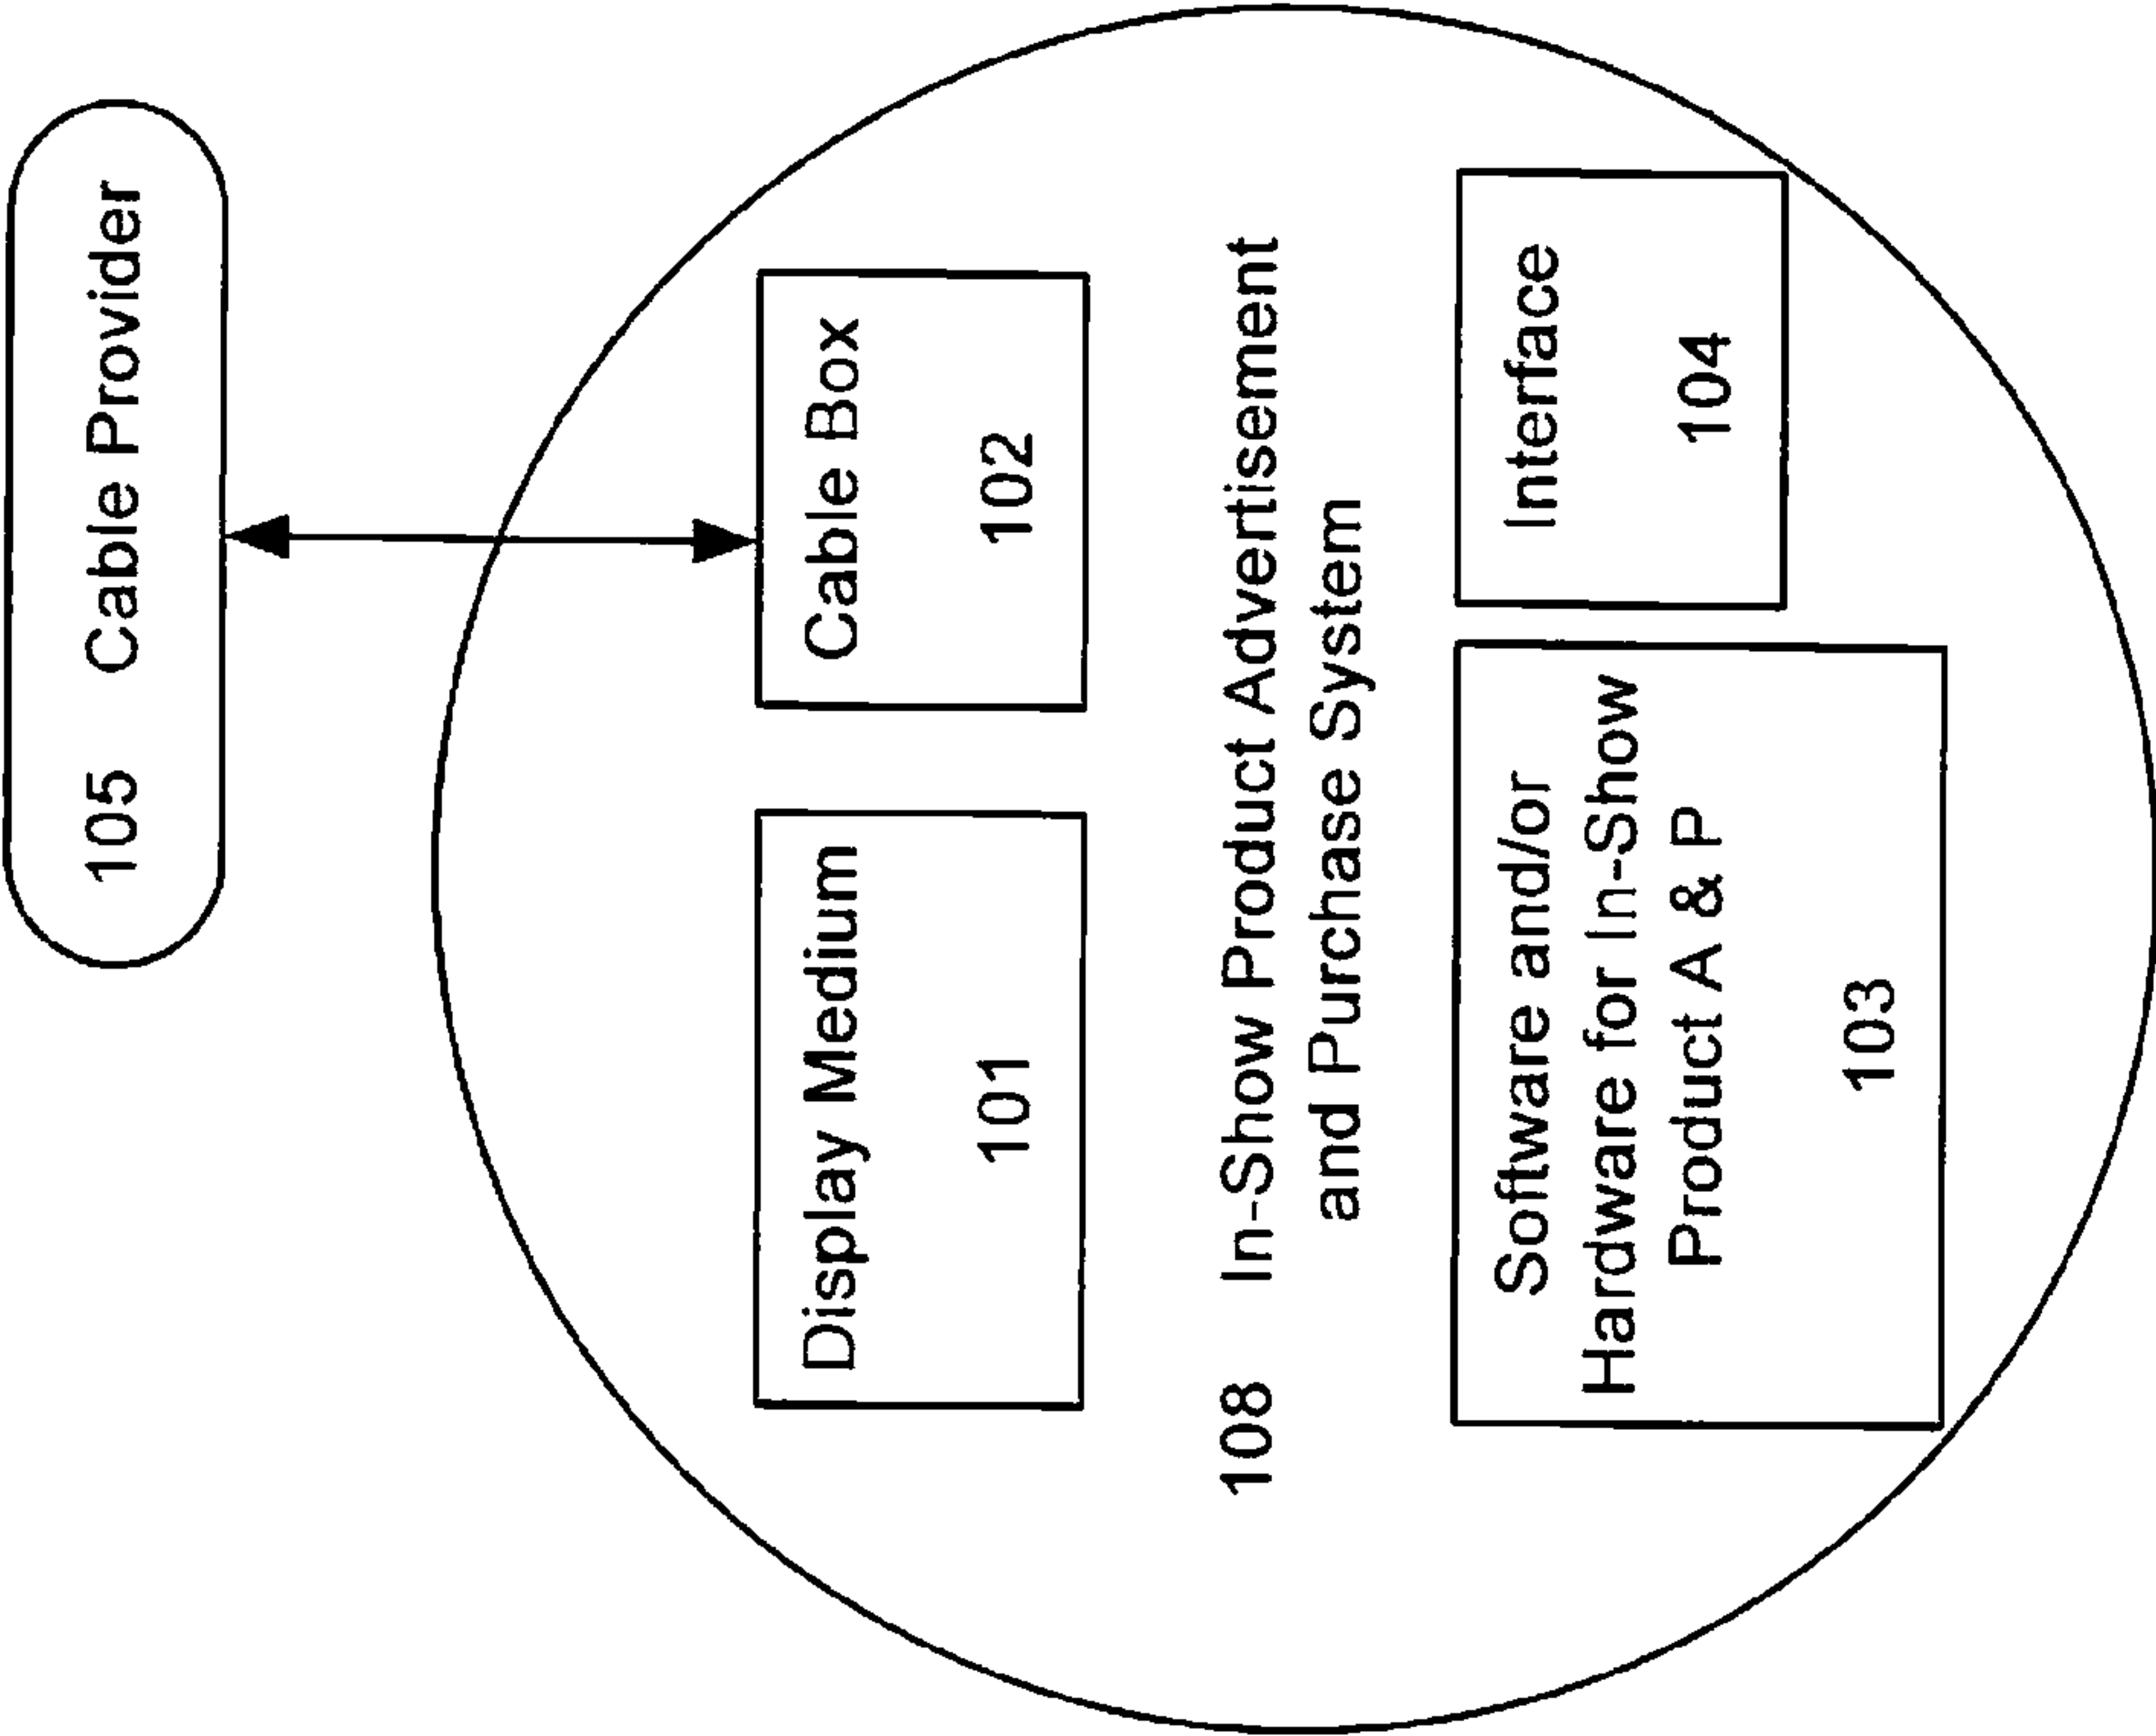 105 Cable Provider
Display Medium
101
Cable Box
102
108 In-Show Product Advertisement
and Purchase System
Software and/or
Hardware for In-Show
Product A & P
103
Interface
104